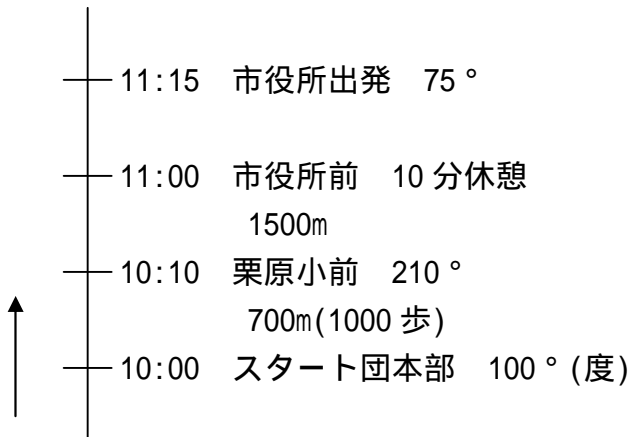 11:15 市役所出発 75°
11:00 市役所前 10分休憩
1500m
10:10 栗原小前 210°
700m(1000歩)
10:00 スタート団本部 100°(度)